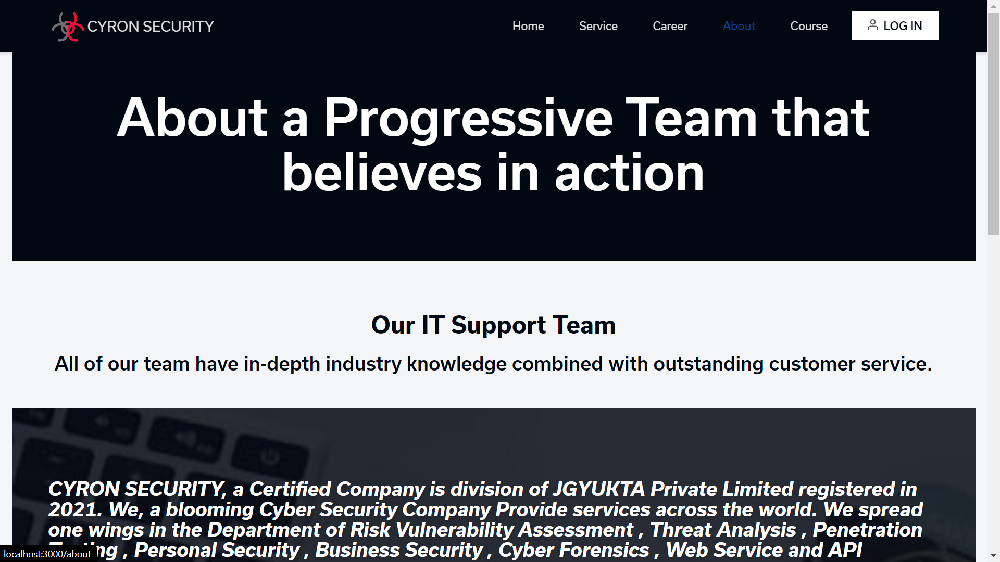 CYRON SECURITY
Home Service Career About Course LOG IN
About a Progressive Team that
believes in action
Our IT Support Team
All of our team have in-depth industry knowledge combined with outstanding customer service.
CYRON SECURITY, a Certified Company is division of JGYUKTA Private Limited registered in
2021. We, a blooming Cyber Security Company Provide services across the world. We spread
one wings in the Department of Risk Vulnerability Assessment , Threat Analysis , Penetration
, Personal Security , Business Security , Cyber Forensics , Web Service and API
localhost:3000/about